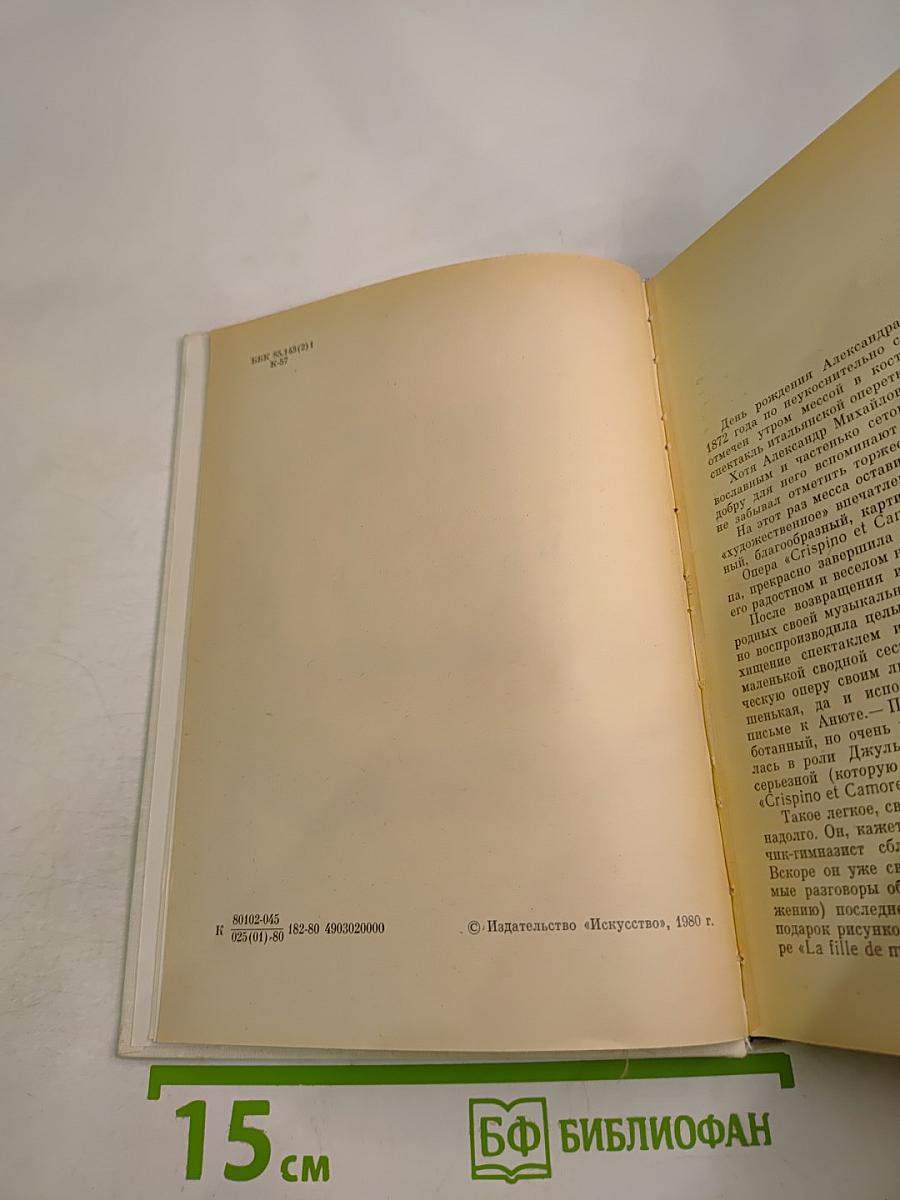 ББК 85.143(2)1
К-57
К 80102-045
025(01)-80 182-80 4903020000
© Издательство «Искусство», 1980 г.
День рождения Александра
1872 года по неукоснительно с
отмечен утром мессой в кост
спектакль итальянской оперет
Хотя Александр Михайлов
вославным и частенько сето
добру для него вспоминают
не забывал отметить торжес
На этот раз месса остави
«художественное» впечатле
ный, благообразный, карти
Опера «Crispino et Car
па, прекрасно завершила
его радостном и веселом
После возвращения и
родных своей музыкальн
но воспроизводила целы
хищение спектаклем и
маленькой сводной сест
ческую оперу своим л
шенькая, да и испо
письме к Анюте.— П
ботанный, но очень
лась в роли Джуль
серьезной (которую
«Crispino et Camore
Такое легкое, св
надолго. Он, кажет
чик-гимназист сбл
Вскоре он уже св
мые разговоры об
жению) последне
подарок рисунко
ре «La fille de m
15 см
БФ БИБЛИОФАН